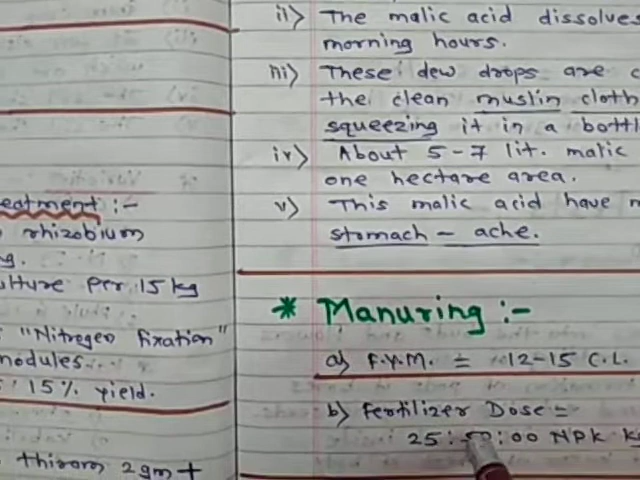 eatment :-
rhizobium
g.
lture per 15 kg
"Nitrogen fixation"
nodules.
15% yield.
thiram 2gm +
ii) The malic acid dissolves
morning hours.
iii) These dew drops are
the clean muslin cloth
squeezing it in a bottl
iv) About 5-7 lit. malic
one hectare area.
v) This malic acid have
stomach - ache.
* Manuring :-
a) F.Y.M. = 12-15 C.L.
b) Fertilizer Dose =
25: :00 NPK kg